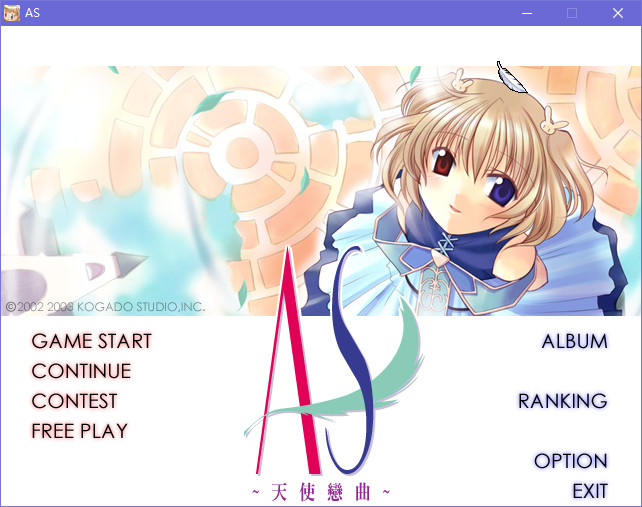 AS
©2002 2003 KOGADO STUDIO,INC.
GAME START
CONTINUE
CONTEST
FREE PLAY
AS
~天使戀曲~
ALBUM
RANKING
OPTION
EXIT